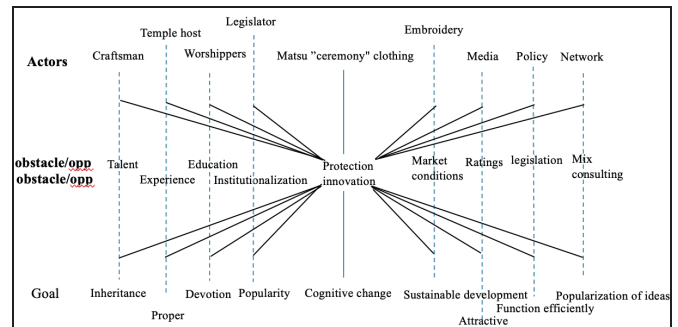 Legislator
Temple host
Embroidery
Actors
Craftsman
Worshippers
Matsu "ceremony" clothing
Media
Policy
Network
obstacle/opp
obstacle/opp
Talent
Experience
Education
Institutionalization
Protection
innovation
Market
conditions
Ratings
legislation
Mix
consulting
Goal
Inheritance
Proper
Devotion
Popularity
Cognitive change
Sustainable development
Attractive
Function efficiently
Popularization of ideas